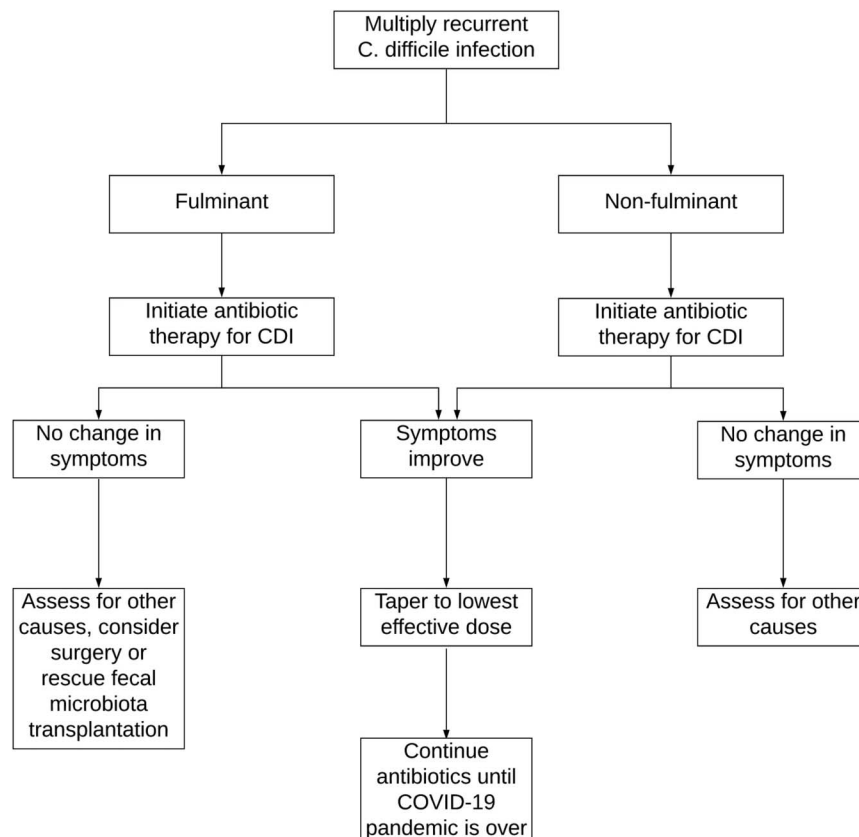 Multiply recurrent
C. difficile infection
Fulminant
Non-fulminant
Initiate antibiotic
therapy for CDI
Initiate antibiotic
therapy for CDI
No change in
symptoms
Symptoms
improve
No change in
symptoms
Assess for other
causes, consider
surgery or
rescue fecal
microbiota
transplantation
Taper to lowest
effective dose
Assess for other
causes
Continue
antibiotics until
COVID-19
pandemic is over